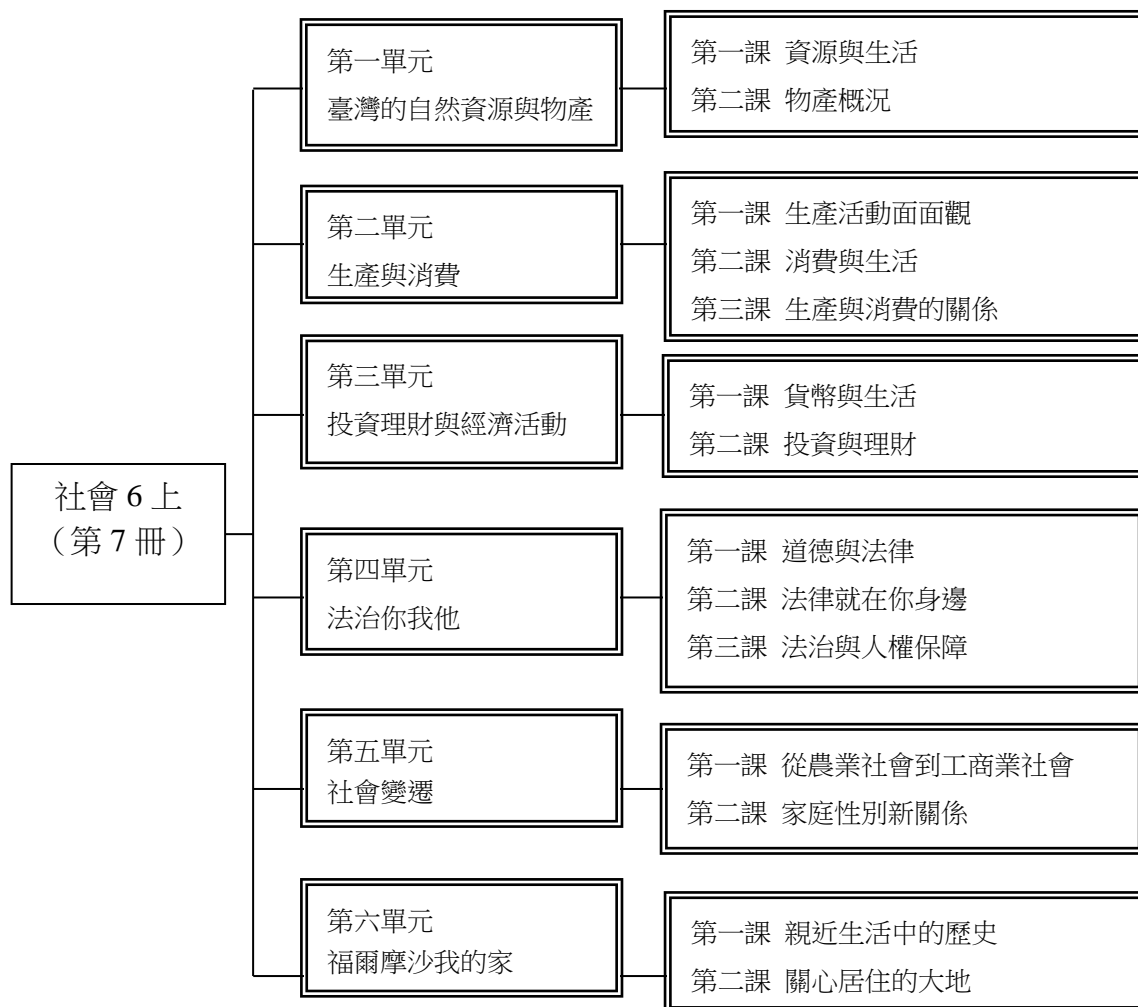 社會 6 上
（第 7 冊）
第一單元
臺灣的自然資源與物產
第一課 資源與生活
第二課 物產概況
第二單元
生產與消費
第一課 生產活動面面觀
第二課 消費與生活
第三課 生產與消費的關係
第三單元
投資理財與經濟活動
第一課 貨幣與生活
第二課 投資與理財
第四單元
法治你我他
第一課 道德與法律
第二課 法律就在你身邊
第三課 法治與人權保障
第五單元
社會變遷
第一課 從農業社會到工商業社會
第二課 家庭性別新關係
第六單元
福爾摩沙我的家
第一課 親近生活中的歷史
第二課 關心居住的大地